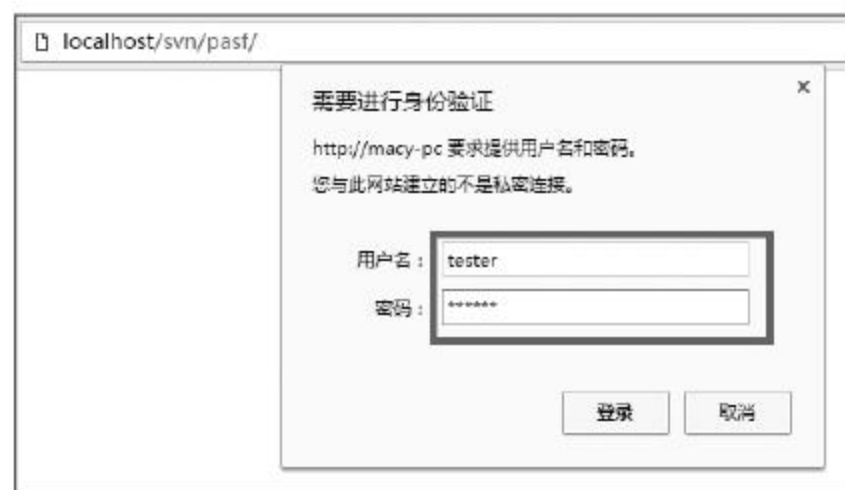 localhost/svn/pasf/
需要进行身份验证
×
http://macy-pc 要求提供用户名和密码。
您与此网站建立的不是私密连接。
用户名： tester
密码： ******
登录 取消